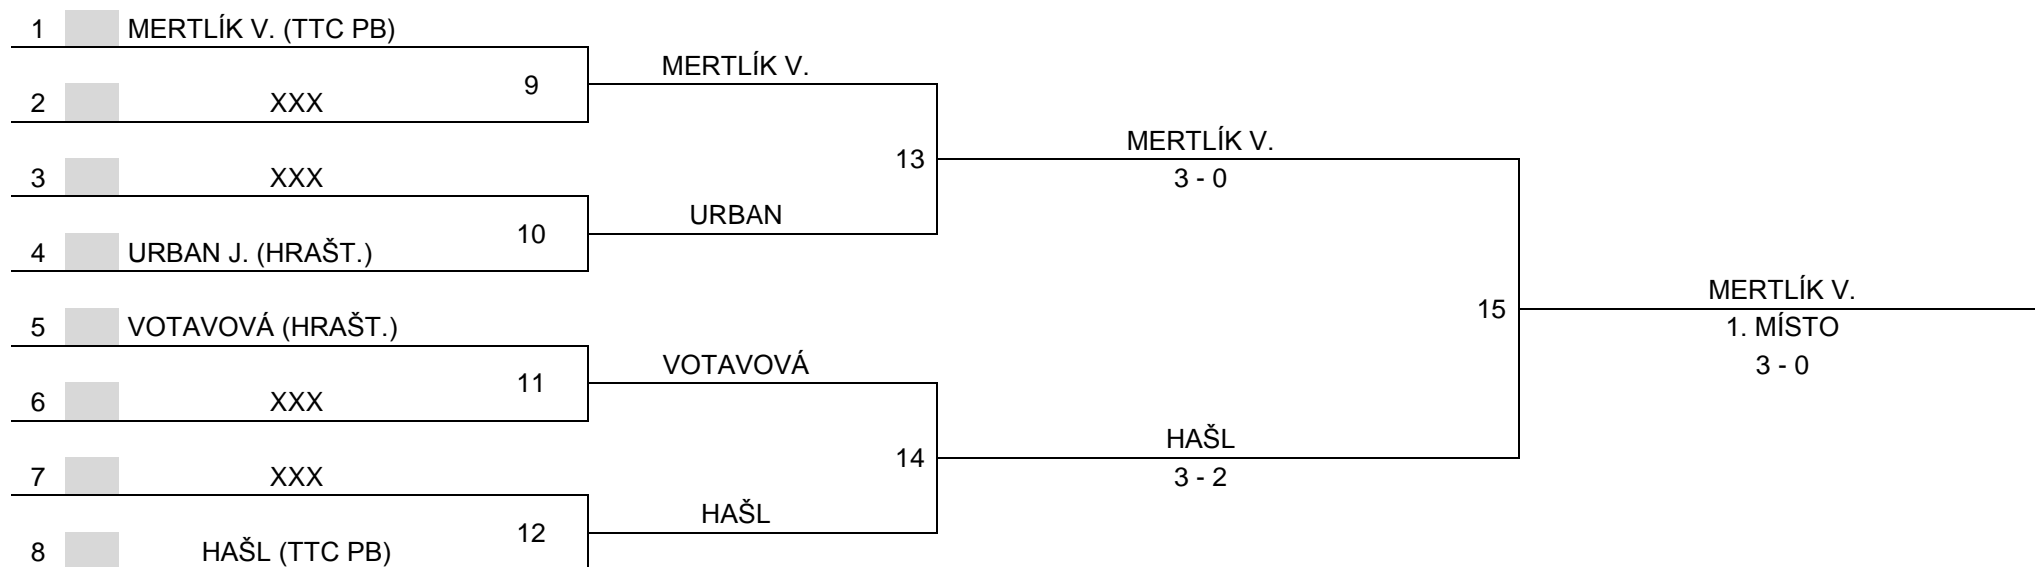 1 MERTLÍK V. (TTC PB)
MERTLÍK V.
9
2 XXX
MERTLÍK V.
13
3 XXX
3 - 0
URBAN
10
4 URBAN J. (HRAŠT.)
MERTLÍK V.
15
5 VOTAVOVÁ (HRAŠT.)
1. MÍSTO
VOTAVOVÁ
3 - 0
11
6 XXX
HAŠL
14
7 XXX
3 - 2
HAŠL
12
8 HAŠL (TTC PB)